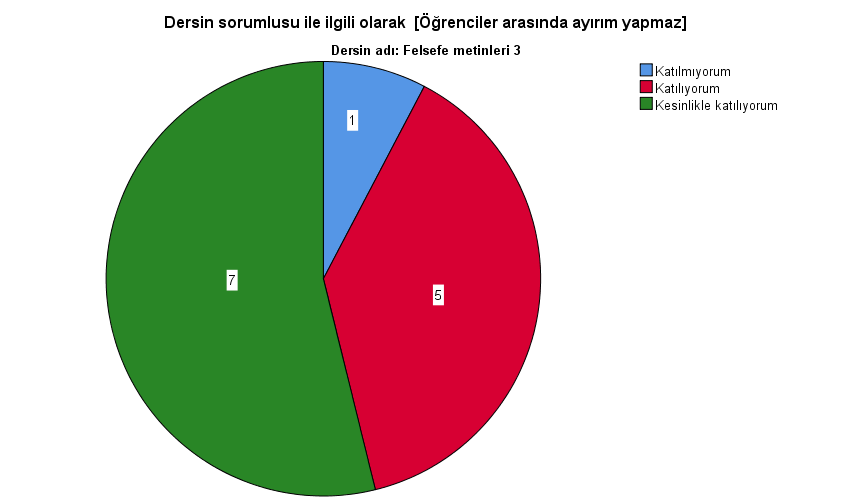 Dersin sorumlusu ile ilgili olarak  [Öğrenciler arasında ayırım yapmaz]
Dersin adı: Felsefe metinleri 3
Katılmıyorum
Katılıyorum
Kesinlikle katılıyorum
1
7
5